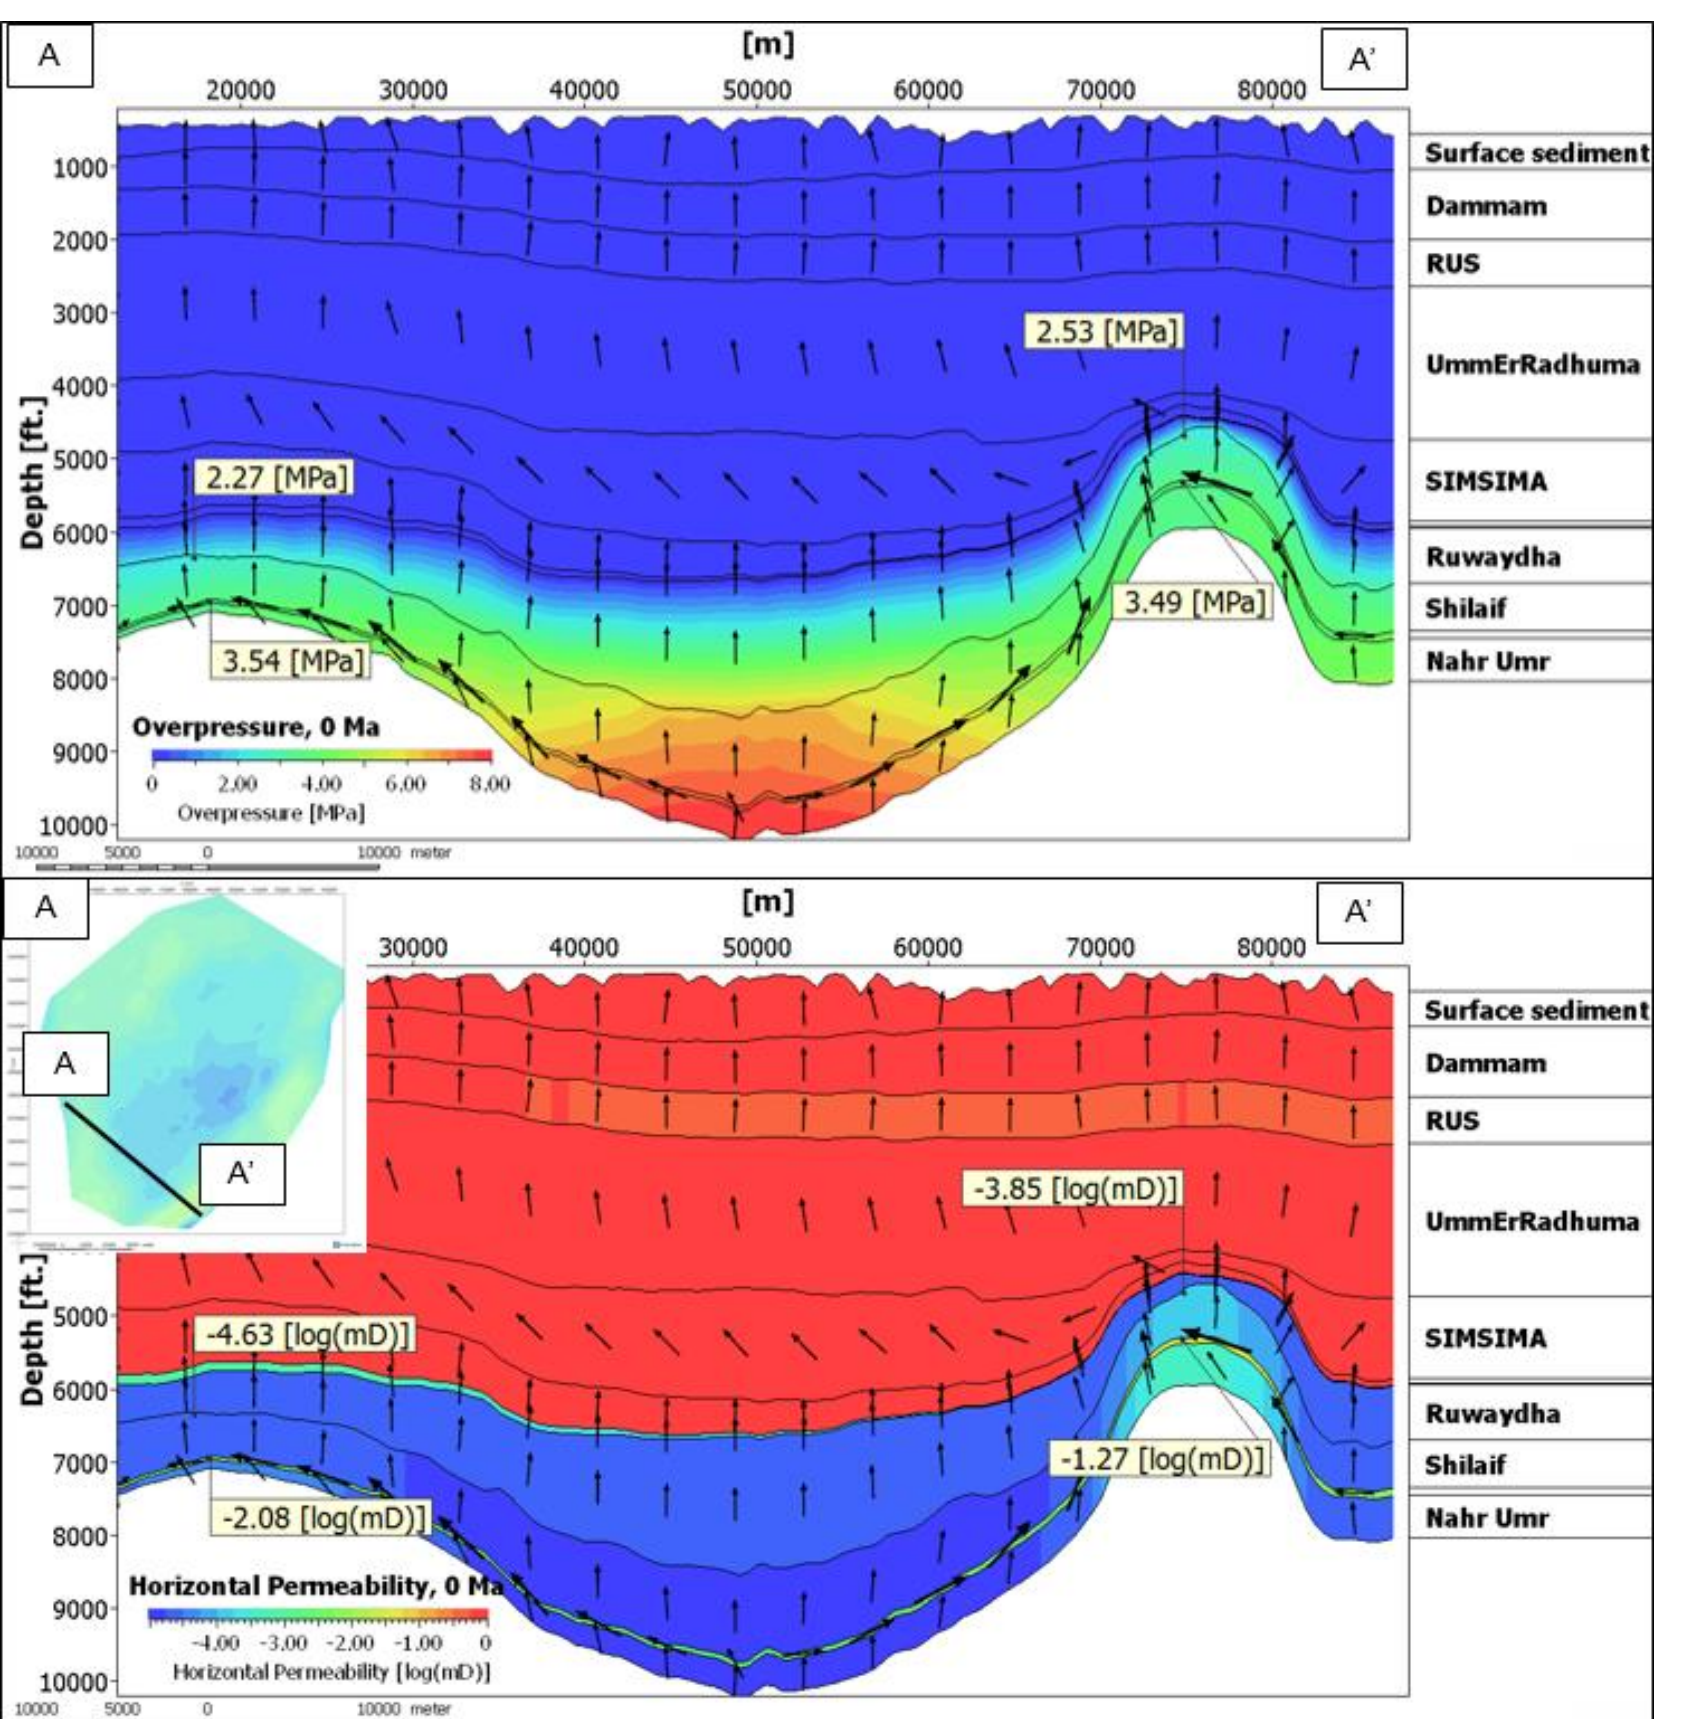 A
[m]
A’
20000 30000 40000 50000 60000 70000 80000
Surface sediment
1000
Dammam
2000
RUS
3000
2.53 [MPa]
UmmErRadhuma
4000
Depth [ft.]
5000
2.27 [MPa]
SIMSIMA
6000
Ruwaydha
7000
3.49 [MPa]
Shilaif
3.54 [MPa]
Nahr Umr
8000
Overpressure, 0 Ma
9000
0 2.00 4.00 6.00 8.00
Overpressure [MPa]
10000
10000 5000 0 10000 meter
A
[m]
A’
30000 40000 50000 60000 70000 80000
Surface sediment
A
Dammam
RUS
A’
-3.85 [log(mD)]
UmmErRadhuma
Depth [ft.]
5000
-4.63 [log(mD)]
SIMSIMA
6000
Ruwaydha
7000
-1.27 [log(mD)]
Shilaif
-2.08 [log(mD)]
Nahr Umr
8000
Horizontal Permeability, 0 Ma
9000
-4.00 -3.00 -2.00 -1.00 0
Horizontal Permeability [log(mD)]
10000
10000 5000 0 10000 meter